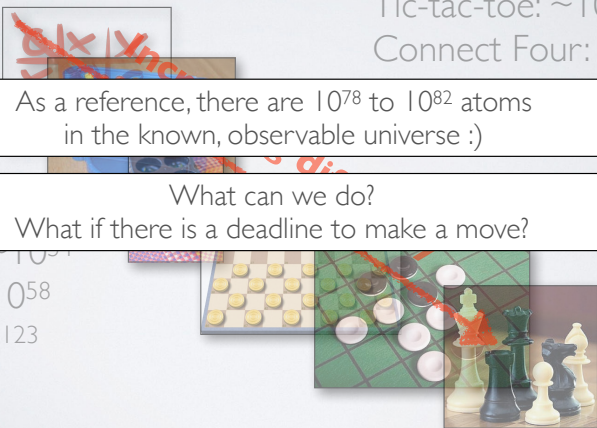 Tic-tac-toe:
Connect Four:
As a reference, there are 10⁷⁸ to 10⁸² atoms
in the known, observable universe :)
What can we do?
What if there is a deadline to make a move?
0⁵⁸
123